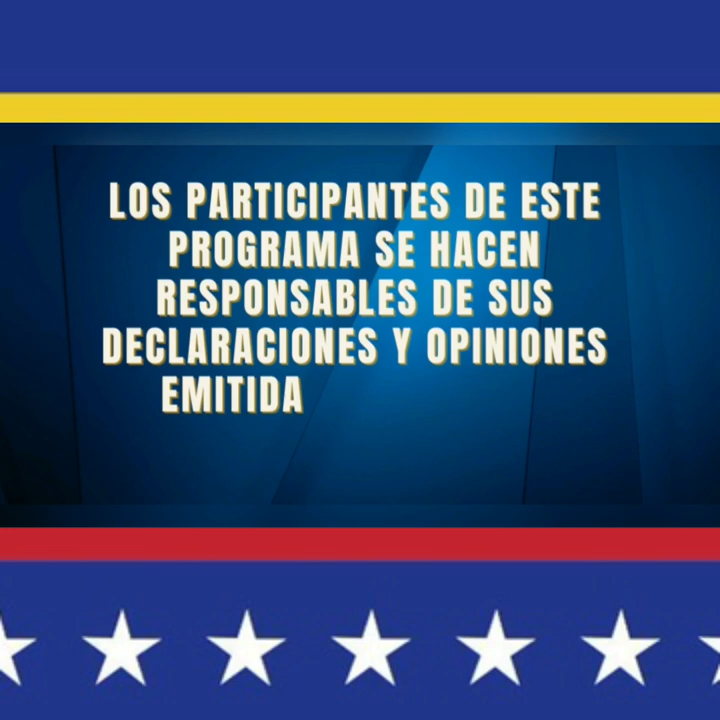 LOS PARTICIPANTES DE ESTE
PROGRAMA SE HACEN
RESPONSABLES DE SUS
DECLARACIONES Y OPINIONES
EMITIDA